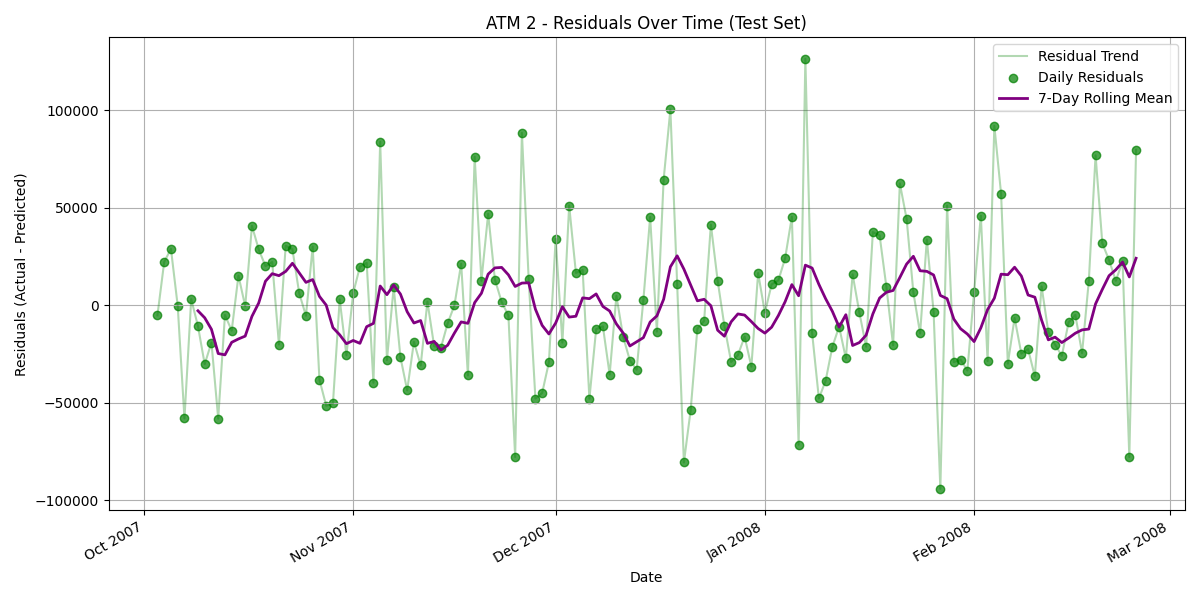 ATM 2 - Residuals Over Time (Test Set)
Residual Trend
Daily Residuals
7-Day Rolling Mean
Residuals (Actual - Predicted)
100000
50000
0
−50000
−100000
Oct 2007
Nov 2007
Dec 2007
Jan 2008
Feb 2008
Mar 2008
Date